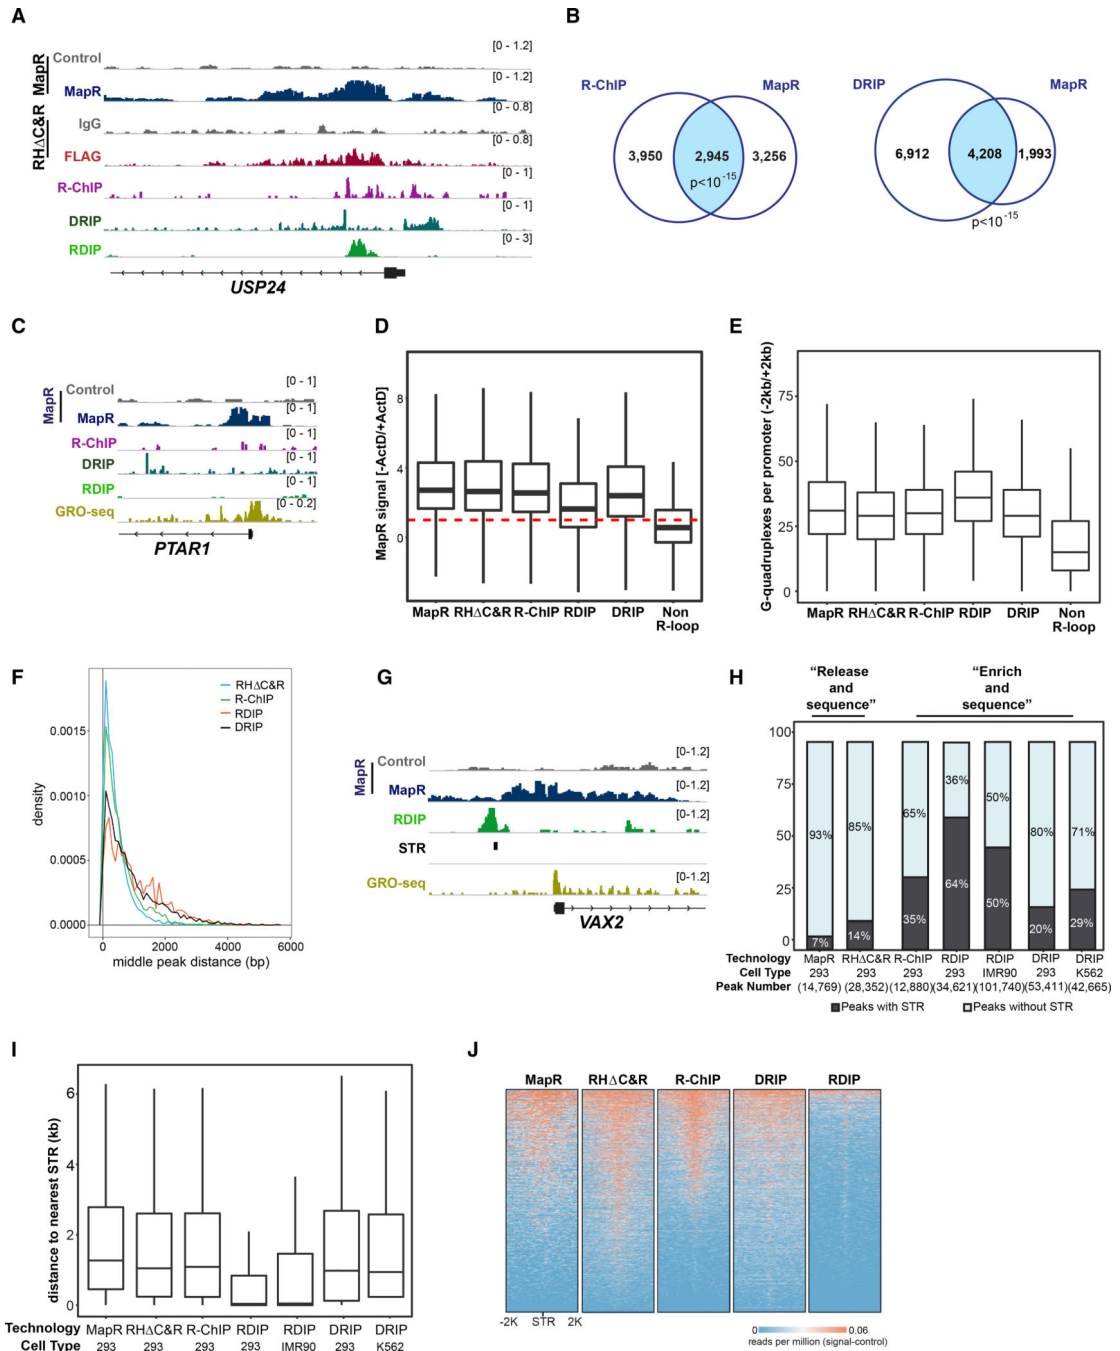 A
MapR
RHΔC&R
Control
[0 - 1.2]
MapR
[0 - 1.2]
IgG
[0 - 0.8]
FLAG
[0 - 0.8]
R-ChIP
[0 - 1]
DRIP
[0 - 1]
RDIP
[0 - 3]
USP24
B
R-ChIP
MapR
3,950
2,945
3,256
p<10-15
DRIP
MapR
6,912
4,208
1,993
p<10-15
C
MapR
Control
[0 - 1]
MapR
[0 - 1]
R-ChIP
[0 - 1]
DRIP
[0 - 1]
RDIP
[0 - 1]
GRO-seq
[0 - 0.2]
PTAR1
D
MapR signal [-ActD/+ActD]
8
4
0
MapR RHΔC&R R-ChIP RDIP DRIP Non R-loop
E
G-quadruplexes per promoter (-2kb/+2kb)
75
50
25
0
MapR RHΔC&R R-ChIP RDIP DRIP Non R-loop
F
RHΔC&R
R-ChIP
RDIP
DRIP
density
0.0015
0.0010
0.0005
0.0000
0 2000 4000 6000
middle peak distance (bp)
G
MapR
Control
[0-1.2]
MapR
[0-1.2]
RDIP
[0-1.2]
STR
GRO-seq
[0-1.2]
VAX2
H
“Release and sequence”
“Enrich and sequence”
100
75
50
25
0
93% 85% 65% 36% 50% 80% 71%
7% 14% 35% 64% 50% 20% 29%
Technology MapR RHΔC&R R-ChIP RDIP RDIP DRIP DRIP
Cell Type 293 293 293 293 IMR90 293 K562
Peak Number (14,769) (28,352) (12,880) (34,621) (101,740) (53,411) (42,665)
Peaks with STR Peaks without STR
I
distance to nearest STR (kb)
6
4
2
0
Technology MapR RHΔC&R R-ChIP RDIP RDIP DRIP DRIP
Cell Type 293 293 293 293 IMR90 293 K562
J
MapR RHΔC&R R-ChIP DRIP RDIP
-2K STR 2K
0 0.06
reads per million (signal-control)